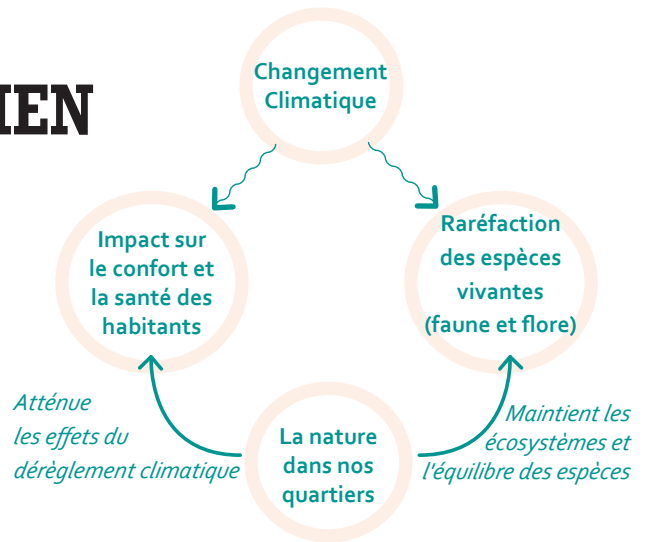 IEN
Changement
Climatique
Impact sur
le confort et
la santé des
habitants
Raréfaction
des espèces
vivantes
(faune et flore)
Atténue
les effets du
dérèglement climatique
La nature
dans nos
quartiers
Maintient les
écosystèmes et
l'équilibre des espèces